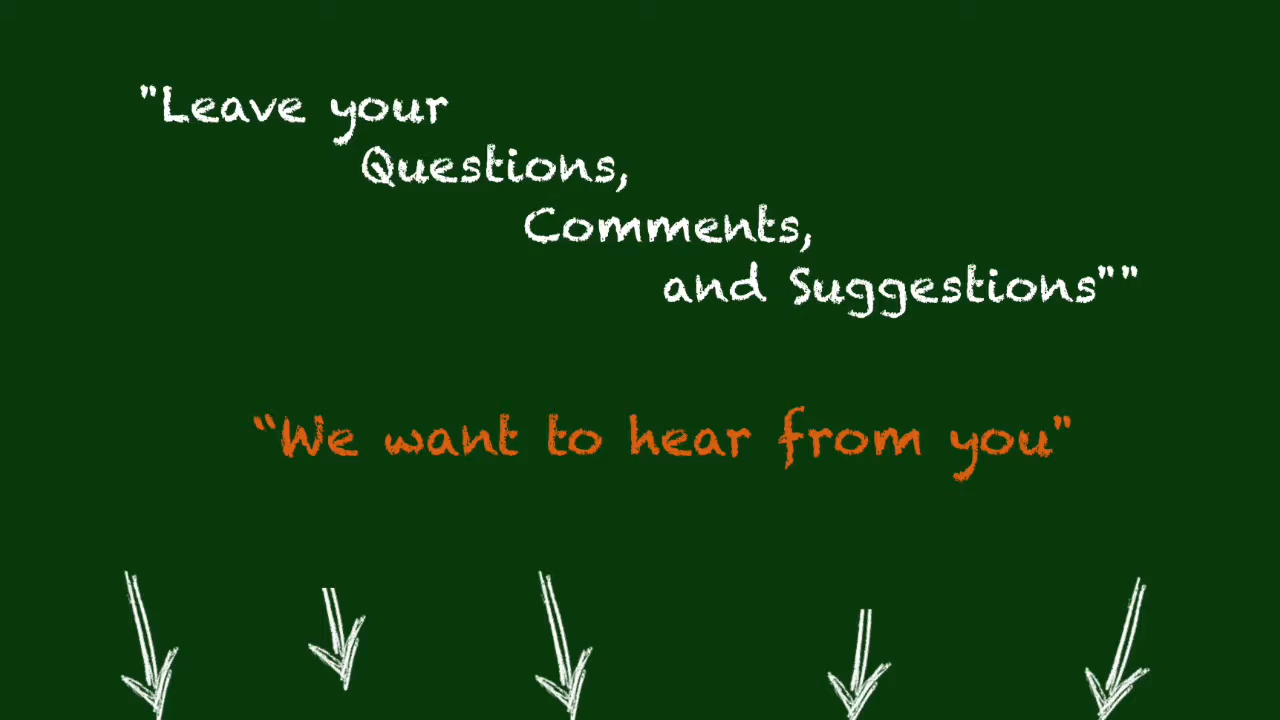 "Leave your
Questions,
Comments,
and Suggestions""
“We want to hear from you"